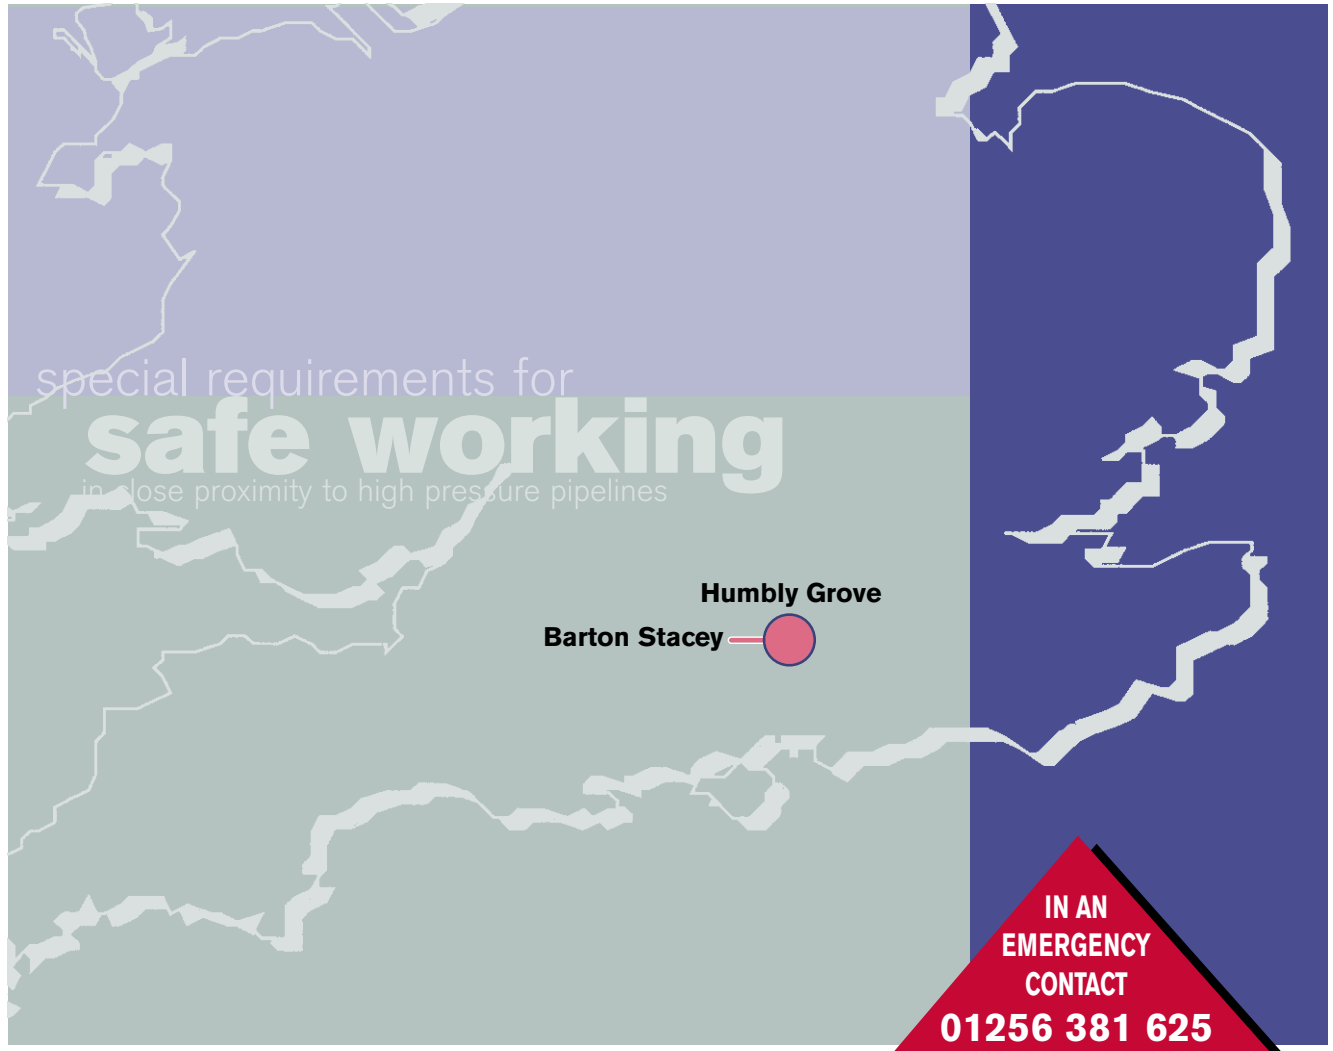 special requirements for
safe working
in close proximity to high pressure pipelines
Humbly Grove
Barton Stacey
IN AN
EMERGENCY
CONTACT
01256 381 625